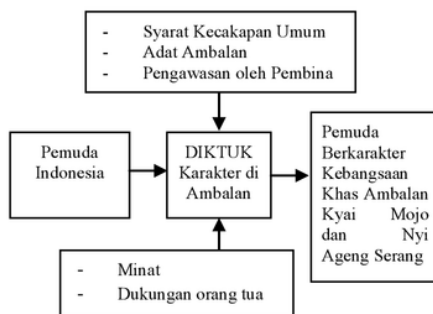 - Syarat Kecakapan Umum
- Adat Ambalan
- Pengawasan oleh Pembina
Pemuda
Indonesia
DIKTUK
Karakter di
Ambalan
Pemuda
Berkarakter
Kebangsaan
Khas Ambalan
Kyai Mojo
dan Nyi
Ageng Serang
- Minat
- Dukungan orang tua